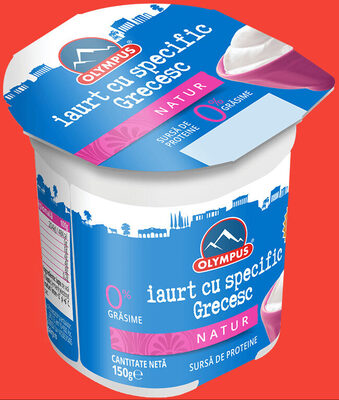 OLYMPUS
iaurt cu specific
Grecesc
NATUR
0%
GRĂSIME
SURSĂ DE
PROTEINE
OLYMPUS
iaurt cu specific
Grecesc
NATUR
0%
GRĂSIME
SURSĂ DE PROTEINE
CANTITATE NETĂ
150g e